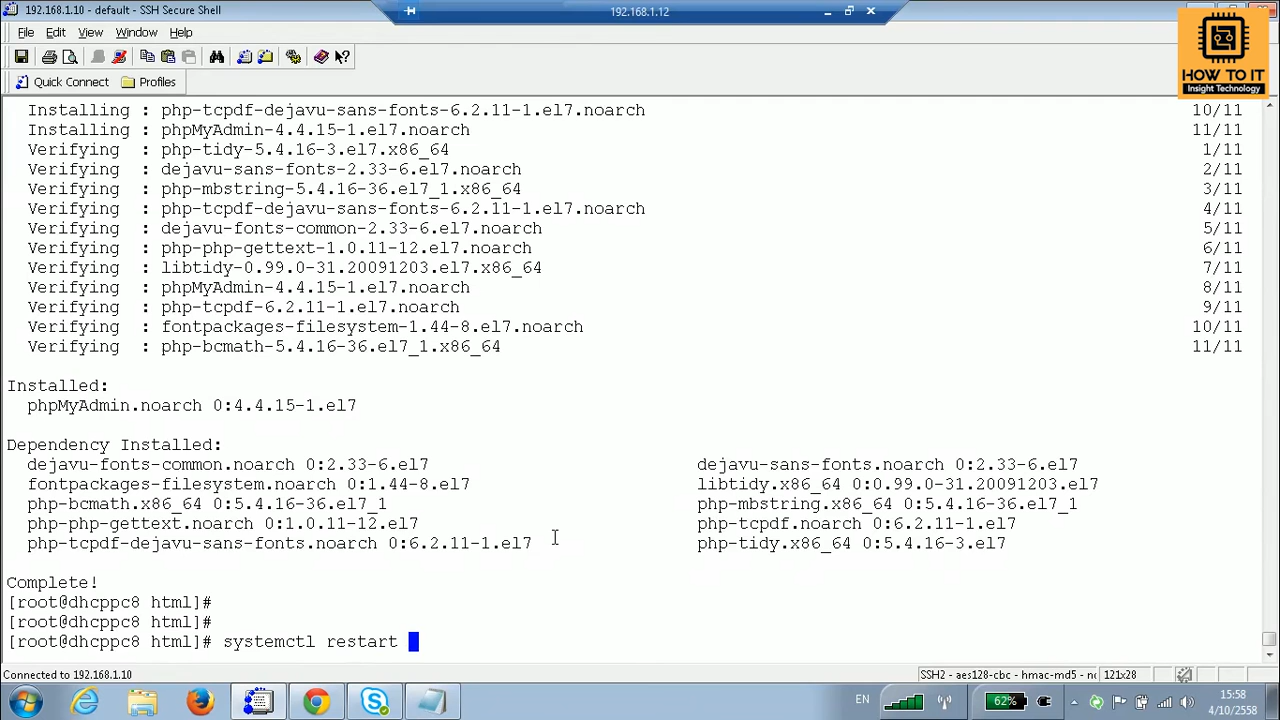 192.168.1.10 - default - SSH Secure Shell
192.168.1.12
File Edit View Window Help
Quick Connect Profiles
HOW TO IT
Insight Technology
Installing : php-tcpdf-dejavu-sans-fonts-6.2.11-1.el7.noarch 10/11
Installing : phpMyAdmin-4.4.15-1.el7.noarch 11/11
Verifying : php-tidy-5.4.16-3.el7.x86_64 1/11
Verifying : dejavu-sans-fonts-2.33-6.el7.noarch 2/11
Verifying : php-mbstring-5.4.16-36.el7_1.x86_64 3/11
Verifying : php-tcpdf-dejavu-sans-fonts-6.2.11-1.el7.noarch 4/11
Verifying : dejavu-fonts-common-2.33-6.el7.noarch 5/11
Verifying : php-php-gettext-1.0.11-12.el7.noarch 6/11
Verifying : libtidy-0.99.0-31.20091203.el7.x86_64 7/11
Verifying : phpMyAdmin-4.4.15-1.el7.noarch 8/11
Verifying : php-tcpdf-6.2.11-1.el7.noarch 9/11
Verifying : fontpackages-filesystem-1.44-8.el7.noarch 10/11
Verifying : php-bcmath-5.4.16-36.el7_1.x86_64 11/11
Installed:
phpMyAdmin.noarch 0:4.4.15-1.el7
Dependency Installed:
dejavu-fonts-common.noarch 0:2.33-6.el7 dejavu-sans-fonts.noarch 0:2.33-6.el7
fontpackages-filesystem.noarch 0:1.44-8.el7 libtidy.x86_64 0:0.99.0-31.20091203.el7
php-bcmath.x86_64 0:5.4.16-36.el7_1 php-mbstring.x86_64 0:5.4.16-36.el7_1
php-php-gettext.noarch 0:1.0.11-12.el7 php-tcpdf.noarch 0:6.2.11-1.el7
php-tcpdf-dejavu-sans-fonts.noarch 0:6.2.11-1.el7 php-tidy.x86_64 0:5.4.16-3.el7
Complete!
[root@dhcppc8 html]#
[root@dhcppc8 html]#
[root@dhcppc8 html]# systemctl restart
Connected to 192.168.1.10 SSH2 - aes128-cbc - hmac-md5 - no 121x28
EN 62% 15:58
4/10/2558